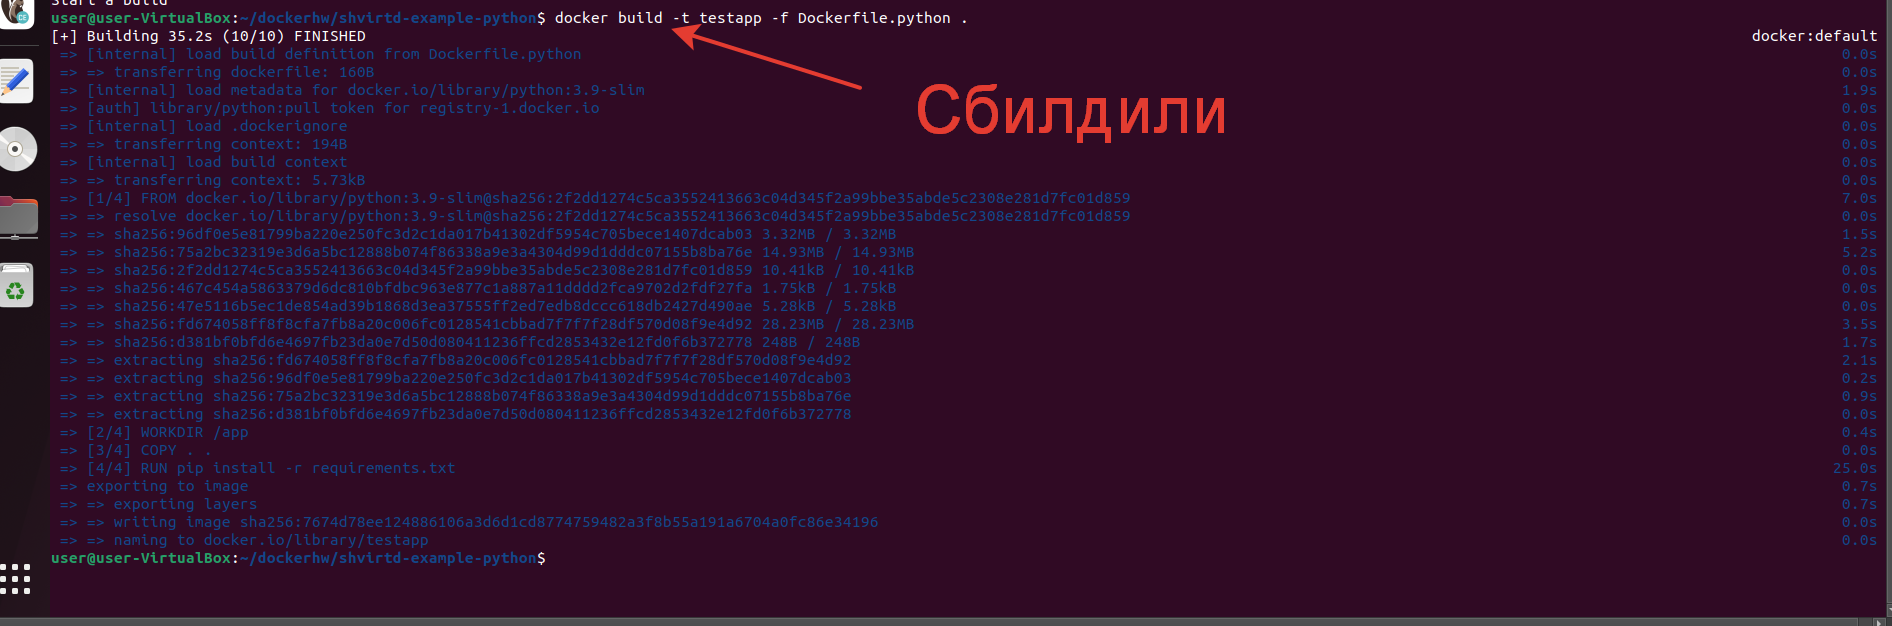 Start a build
user@user-VirtualBox:~/dockerhw/shvirtd-example-python$ docker build -t testapp -f Dockerfile.python .
[+] Building 35.2s (10/10) FINISHED docker:default
=> [internal] load build definition from Dockerfile.python 0.0s
=> => transferring dockerfile: 160B 0.0s
=> [internal] load metadata for docker.io/library/python:3.9-slim 1.9s
=> [auth] library/python:pull token for registry-1.docker.io 0.0s
=> [internal] load .dockerignore 0.0s
=> => transferring context: 194B 0.0s
=> [internal] load build context 0.0s
=> => transferring context: 5.73kB 0.0s
=> [1/4] FROM docker.io/library/python:3.9-slim@sha256:2f2dd1274c5ca3552413663c04d345f2a99bbe35abde5c2308e281d7fc01d859 7.0s
=> => resolve docker.io/library/python:3.9-slim@sha256:2f2dd1274c5ca3552413663c04d345f2a99bbe35abde5c2308e281d7fc01d859 0.0s
=> => sha256:96df0e5e81799ba220e250fc3d2c1da017b41302df5954c705bece1407dcab03 3.32MB / 3.32MB 1.5s
=> => sha256:75a2bc32319e3d6a5bc12888b074f86338a9e3a4304d99d1dddc07155b8ba76e 14.93MB / 14.93MB 5.2s
=> => sha256:2f2dd1274c5ca3552413663c04d345f2a99bbe35abde5c2308e281d7fc01d859 10.41kB / 10.41kB 0.0s
=> => sha256:467c454a5863379d6dc810bfdbc963e877c1a887a11dddd2fca9702d2fdf27fa 1.75kB / 1.75kB 0.0s
=> => sha256:47e5116b5ec1de854ad39b1868d3ea37555ff2ed7edb8dccc618db2427d490ae 5.28kB / 5.28kB 0.0s
=> => sha256:fd674058ff8f8cfa7fb8a20c006fc0128541cbbad7f7f7f28df570d08f9e4d92 28.23MB / 28.23MB 3.5s
=> => sha256:d381bf0bfd6e4697fb23da0e7d50d080411236ffcd2853432e12fd0f6b372778 248B / 248B 1.7s
=> => extracting sha256:fd674058ff8f8cfa7fb8a20c006fc0128541cbbad7f7f7f28df570d08f9e4d92 2.1s
=> => extracting sha256:96df0e5e81799ba220e250fc3d2c1da017b41302df5954c705bece1407dcab03 0.2s
=> => extracting sha256:75a2bc32319e3d6a5bc12888b074f86338a9e3a4304d99d1dddc07155b8ba76e 0.9s
=> => extracting sha256:d381bf0bfd6e4697fb23da0e7d50d080411236ffcd2853432e12fd0f6b372778 0.0s
=> [2/4] WORKDIR /app 0.4s
=> [3/4] COPY . . 0.0s
=> [4/4] RUN pip install -r requirements.txt 25.0s
=> exporting to image 0.7s
=> => exporting layers 0.7s
=> => writing image sha256:7674d78ee124886106a3d6d1cd8774759482a3f8b55a191a6704a0fc86e34196 0.0s
=> => naming to docker.io/library/testapp 0.0s
user@user-VirtualBox:~/dockerhw/shvirtd-example-python$
Сбилдили